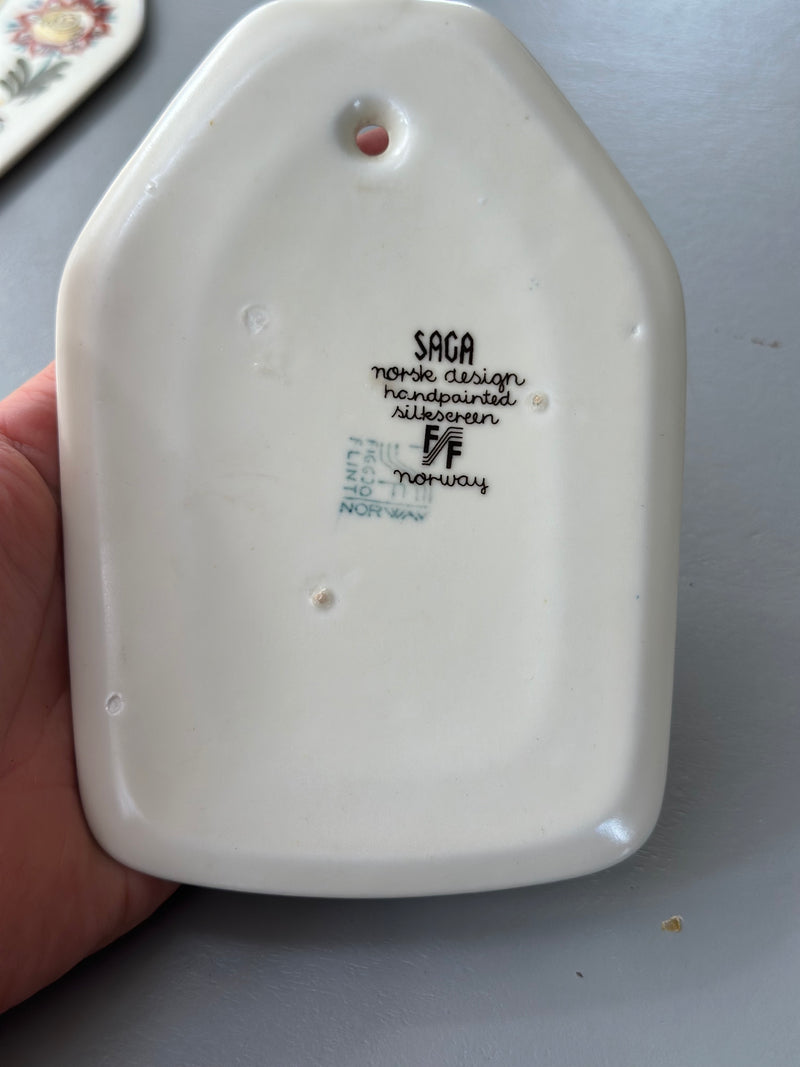 SAGA
norsk design
handpainted
silkscreen
F/F
norway
FIGGJO
FLINT
NORWAY